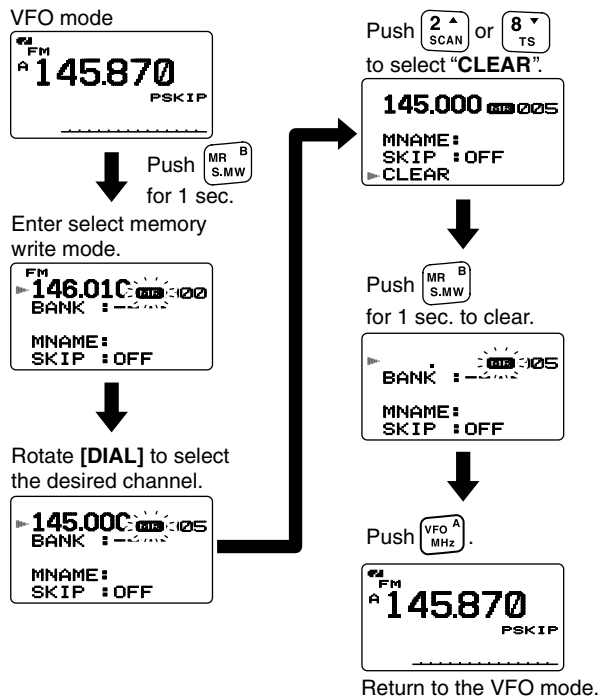 VFO mode
FM
A 145.870
PSKIP
Push MR B S.MW
for 1 sec.
Enter select memory
write mode.
FM
146.010 MR 00
BANK :
MNAME:
SKIP :OFF
Rotate [DIAL] to select
the desired channel.
145.000 MR 05
BANK :
MNAME:
SKIP :OFF
Push 2 SCAN or 8 TS
to select “CLEAR”.
145.000 MR 005
MNAME:
SKIP :OFF
CLEAR
Push MR B S.MW
for 1 sec. to clear.
. MR 05
BANK :
MNAME:
SKIP :OFF
Push VFO A MHz.
FM
A 145.870
PSKIP
Return to the VFO mode.